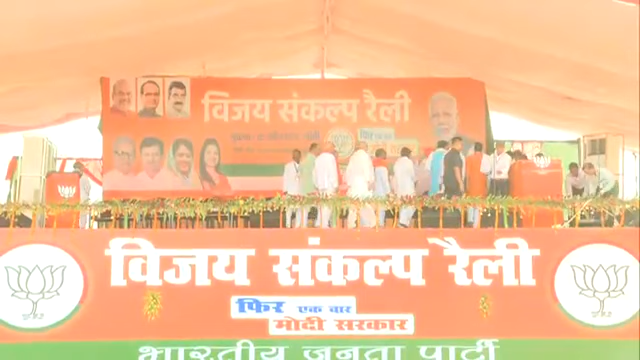 विजय संकल्प रैली
विजय संकल्प रैली
फिर एक बार
मोदी सरकार
भारतीय जनता पार्टी